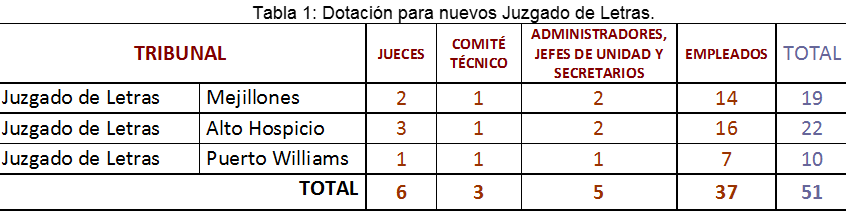 Tabla 1: Dotación para nuevos Juzgado de Letras.
TRIBUNAL JUECES COMITÉ TÉCNICO ADMINISTRADORES, JEFES DE UNIDAD Y SECRETARIOS EMPLEADOS TOTAL
Juzgado de Letras Mejillones 2 1 2 14 19
Juzgado de Letras Alto Hospicio 3 1 2 16 22
Juzgado de Letras Puerto Williams 1 1 1 7 10
TOTAL 6 3 5 37 51